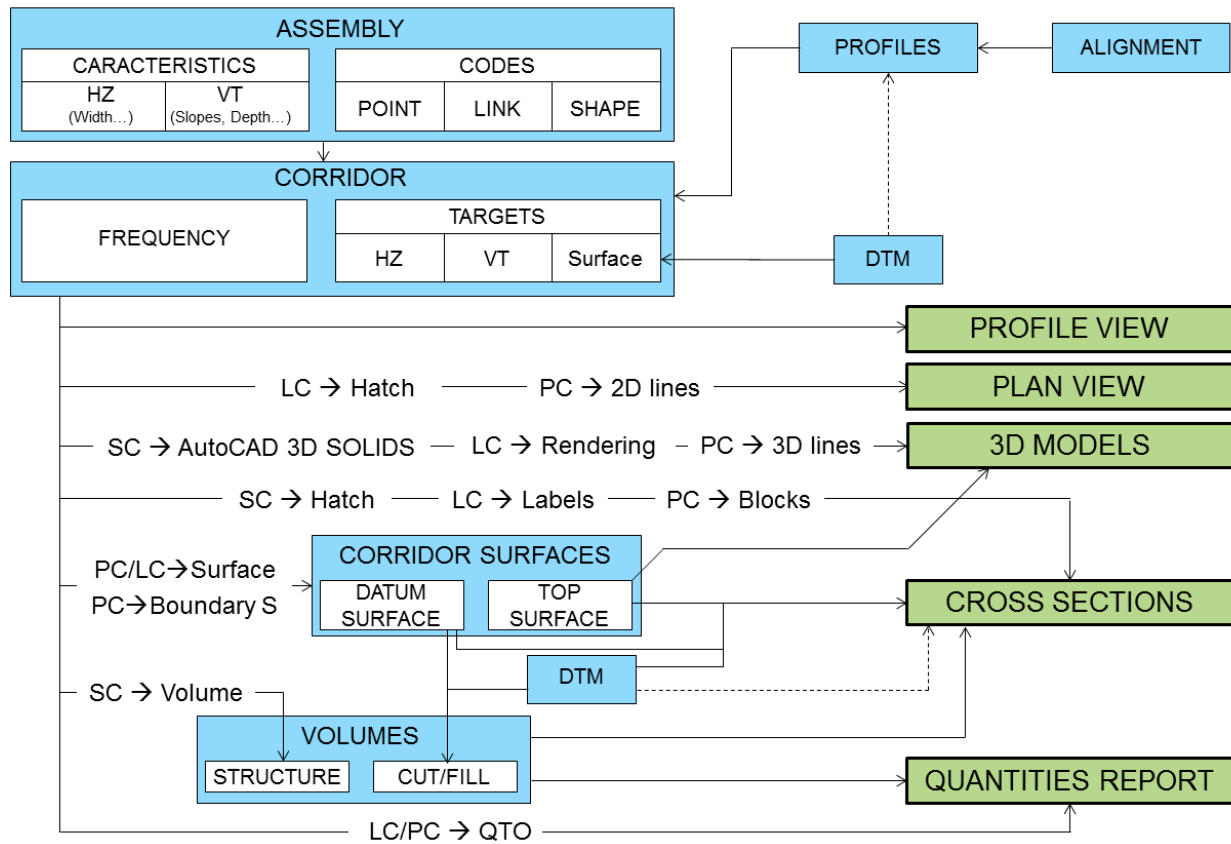 ASSEMBLY
CARACTERISTICS
HZ
(Width…)
VT
(Slopes, Depth…)
CODES
POINT
LINK
SHAPE
PROFILES
ALIGNMENT
CORRIDOR
FREQUENCY
TARGETS
HZ
VT
Surface
DTM
PROFILE VIEW
LC → Hatch
PC → 2D lines
PLAN VIEW
SC → AutoCAD 3D SOLIDS
LC → Rendering
PC → 3D lines
3D MODELS
SC → Hatch
LC → Labels
PC → Blocks
PC/LC→Surface
PC→Boundary S
CORRIDOR SURFACES
DATUM
SURFACE
TOP
SURFACE
CROSS SECTIONS
DTM
SC → Volume
VOLUMES
STRUCTURE
CUT/FILL
QUANTITIES REPORT
LC/PC → QTO